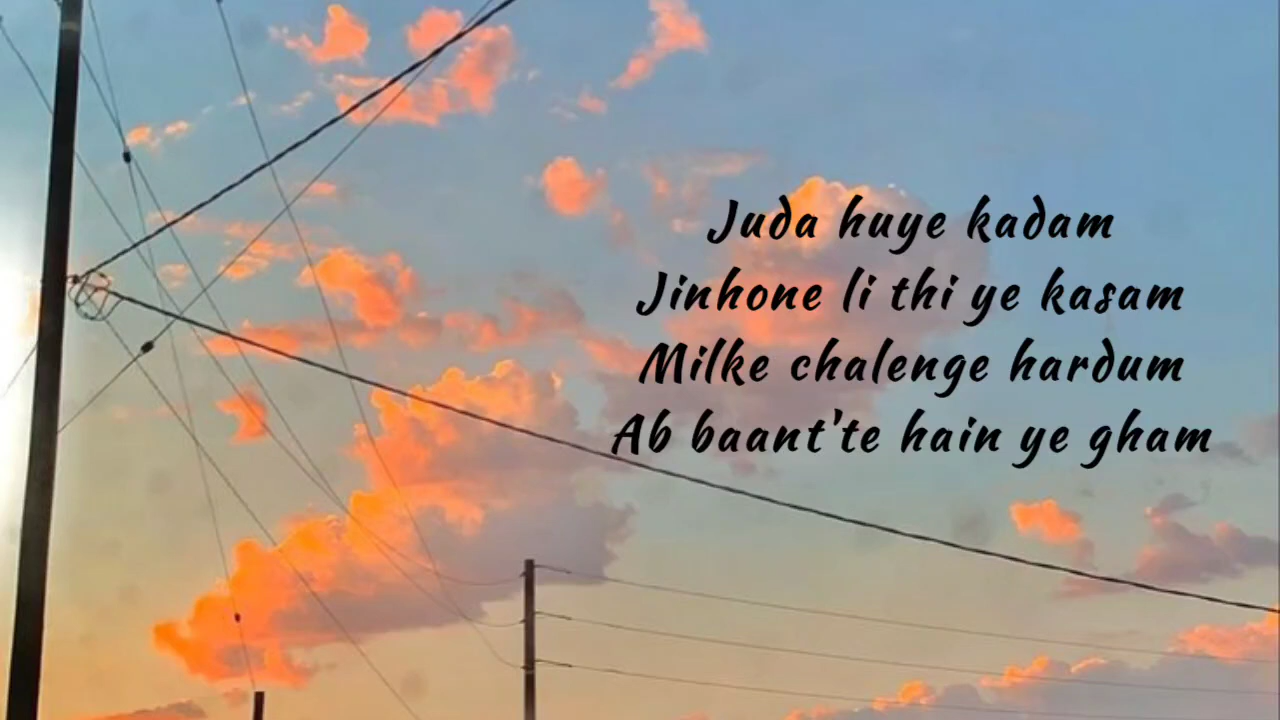 Juda huye kadam
Jinhone li thi ye kasam
Milke chalenge hardum
Ab baant'te hain ye gham